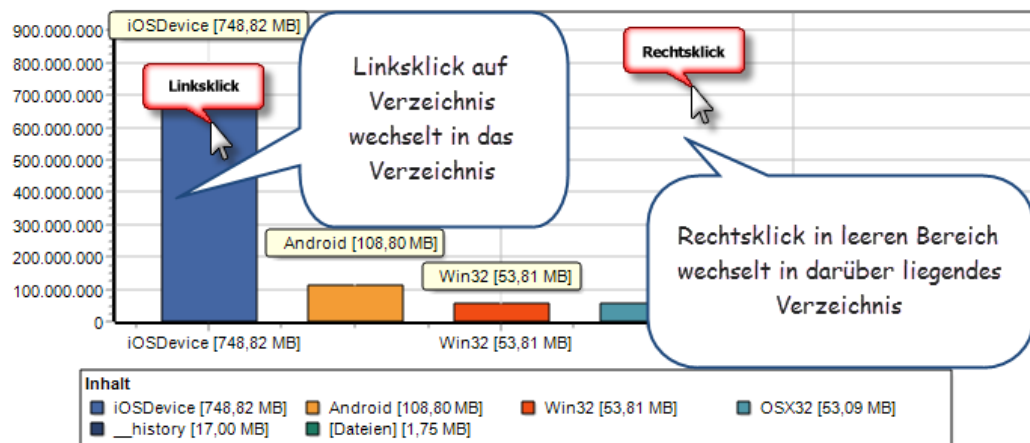 900.000.000
800.000.000
700.000.000
600.000.000
500.000.000
400.000.000
300.000.000
200.000.000
100.000.000
0
iOSDevice [748,82 MB]
Linksklick
Linksklick auf
Verzeichnis
wechselt in das
Verzeichnis
Rechtsklick
Rechtsklick in leeren Bereich
wechselt in darüber liegendes
Verzeichnis
Android [108,80 MB]
Win32 [53,81 MB]
iOSDevice [748,82 MB]
Win32 [53,81 MB]
Inhalt
iOSDevice [748,82 MB]
Android [108,80 MB]
Win32 [53,81 MB]
OSX32 [53,09 MB]
__history [17,00 MB]
[Dateien] [1,75 MB]